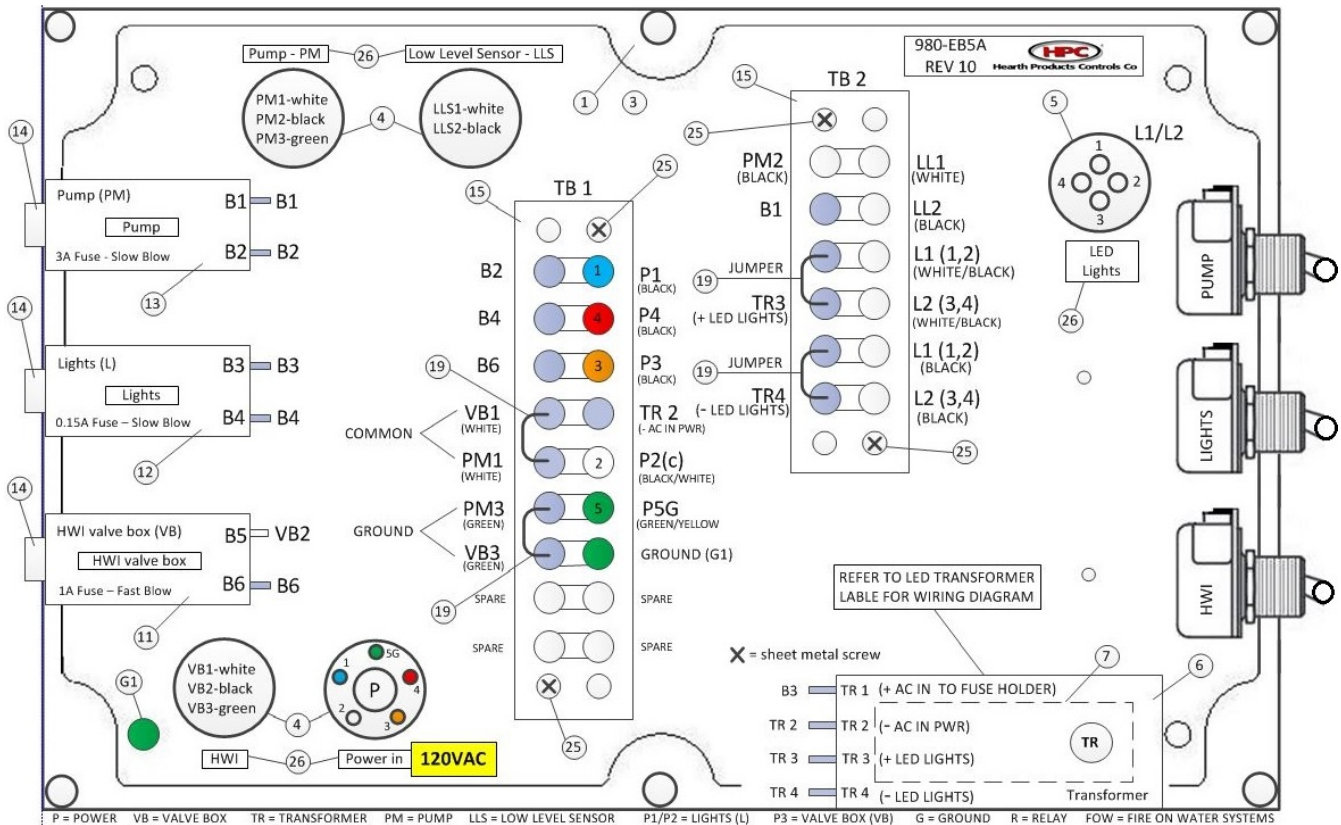 Pump - PM
26
Low Level Sensor - LLS
980-EB5A
REV 10
HPC
Hearth Products Controls Co
PM1-white
PM2-black
PM3-green
4
LLS1-white
LLS2-black
1
3
15
TB 2
5
L1/L2
1
2
3
4
25
PM2
(BLACK)
LL1
(WHITE)
B1
LL2
(BLACK)
JUMPER
19
L1 (1,2)
(WHITE/BLACK)
TR3
(+ LED LIGHTS)
L2 (3,4)
(WHITE/BLACK)
JUMPER
19
L1 (1,2)
(BLACK)
TR4
(- LED LIGHTS)
L2 (3,4)
(BLACK)
25
LED
Lights
26
PUMP
LIGHTS
HWI
14
Pump (PM)
Pump
3A Fuse - Slow Blow
B1 B1
B2 B2
13
14
Lights (L)
Lights
0.15A Fuse – Slow Blow
B3 B3
B4 B4
12
14
HWI valve box (VB)
HWI valve box
1A Fuse – Fast Blow
B5 VB2
B6 B6
11
15
TB 1
25
B2
1
P1
(BLACK)
B4
4
P4
(BLACK)
B6
3
P3
(BLACK)
19
COMMON
VB1
(WHITE)
TR 2
(- AC IN PWR)
PM1
(WHITE)
2
P2(c)
(BLACK/WHITE)
GROUND
PM3
(GREEN)
5
P5G
(GREEN/YELLOW
VB3
(GREEN)
GROUND (G1)
19
SPARE
SPARE
SPARE
SPARE
25
G1
VB1-white
VB2-black
VB3-green
4
P
1
5G
4
2
3
HWI
26
Power in
120VAC
REFER TO LED TRANSFORMER
LABLE FOR WIRING DIAGRAM
X = sheet metal screw
7
6
B3 TR 1 (+ AC IN TO FUSE HOLDER)
TR 2 TR 2 (- AC IN PWR)
TR 3 TR 3 (+ LED LIGHTS)
TR 4 TR 4 (- LED LIGHTS)
TR
Transformer
P = POWER VB = VALVE BOX TR = TRANSFORMER PM = PUMP LLS = LOW LEVEL SENSOR P1/P2 = LIGHTS (L) P3 = VALVE BOX (VB) G = GROUND R = RELAY FOW = FIRE ON WATER SYSTEMS